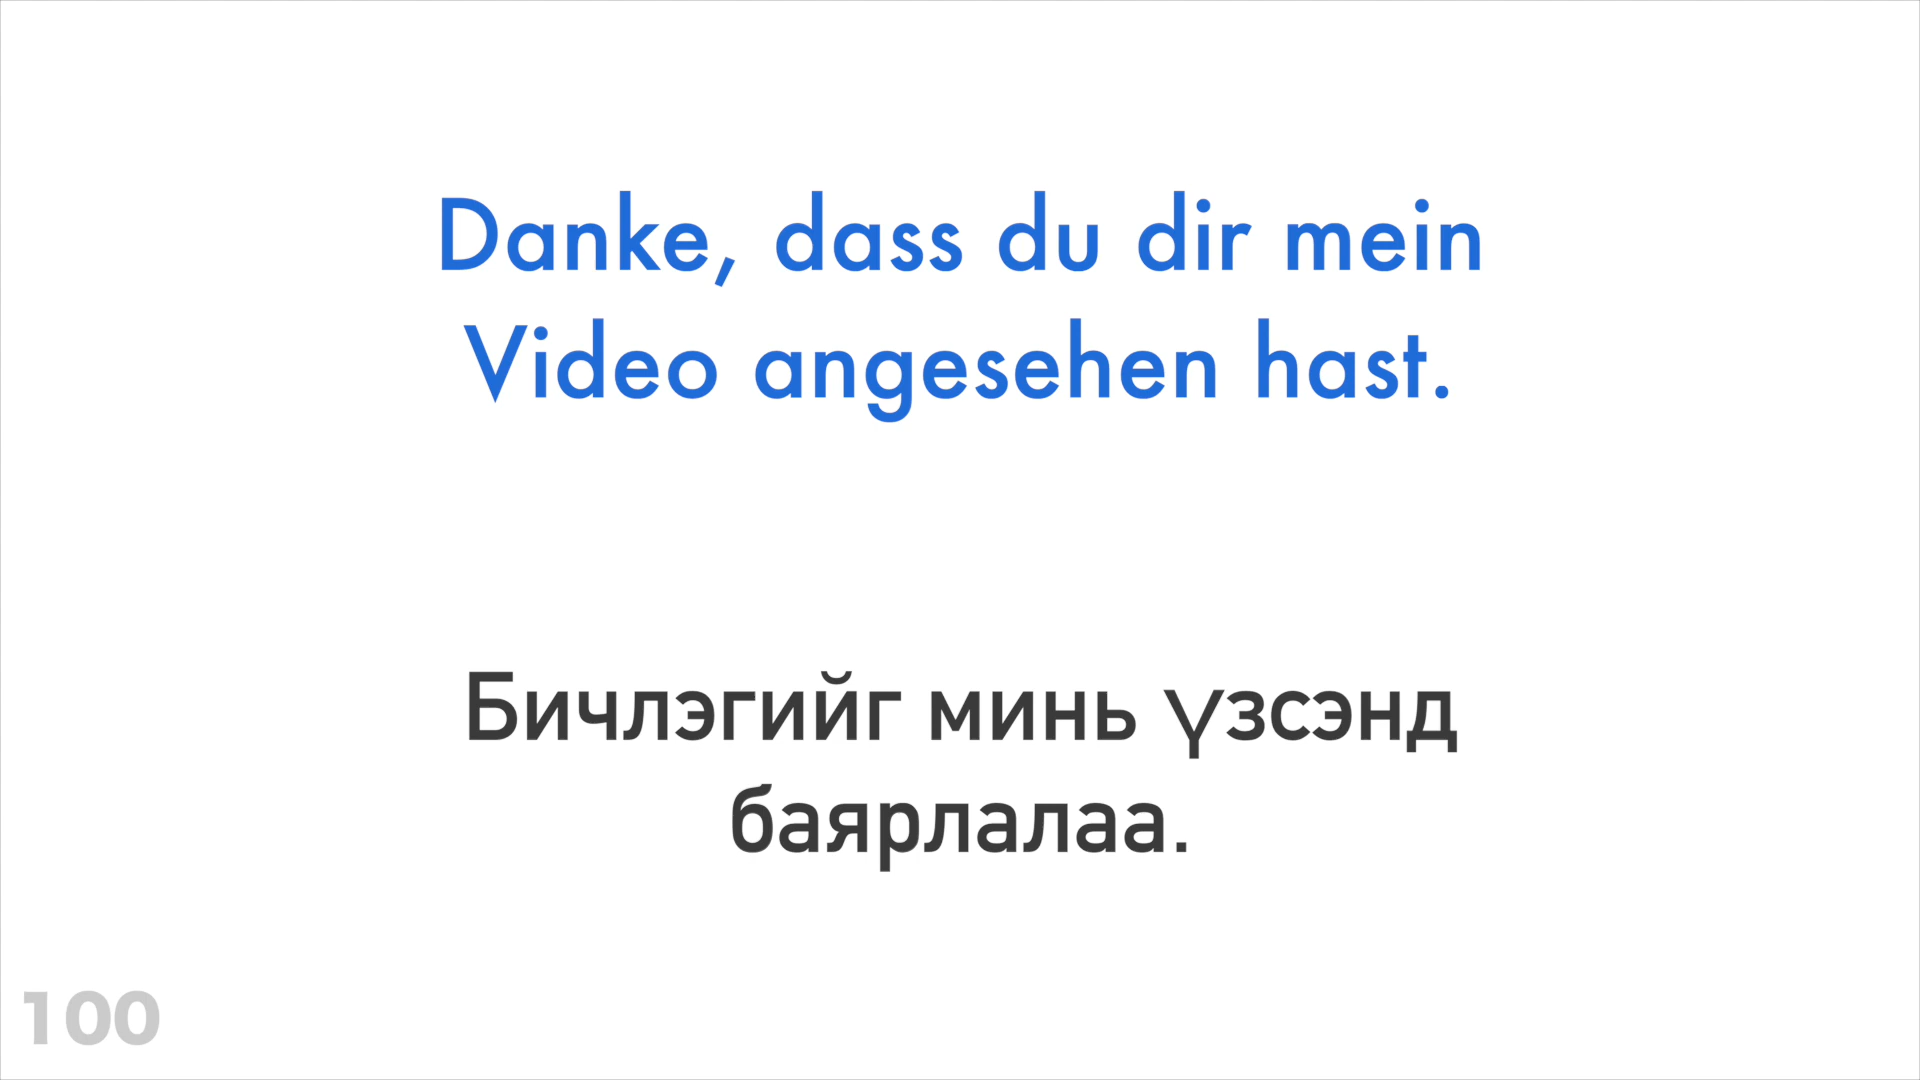 Danke, dass du dir mein
Video angesehen hast.
Бичлэгийг минь үзсэнд
баярлалаа.
100